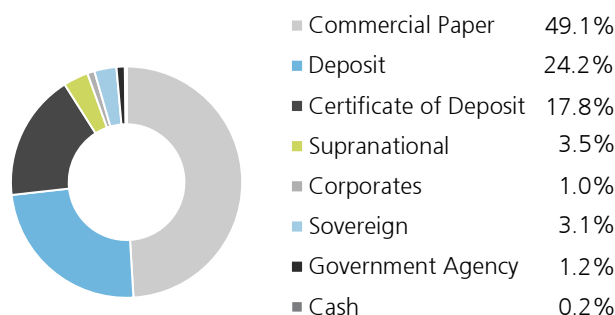 Commercial Paper 49.1%
Deposit 24.2%
Certificate of Deposit 17.8%
Supranational 3.5%
Corporates 1.0%
Sovereign 3.1%
Government Agency 1.2%
Cash 0.2%